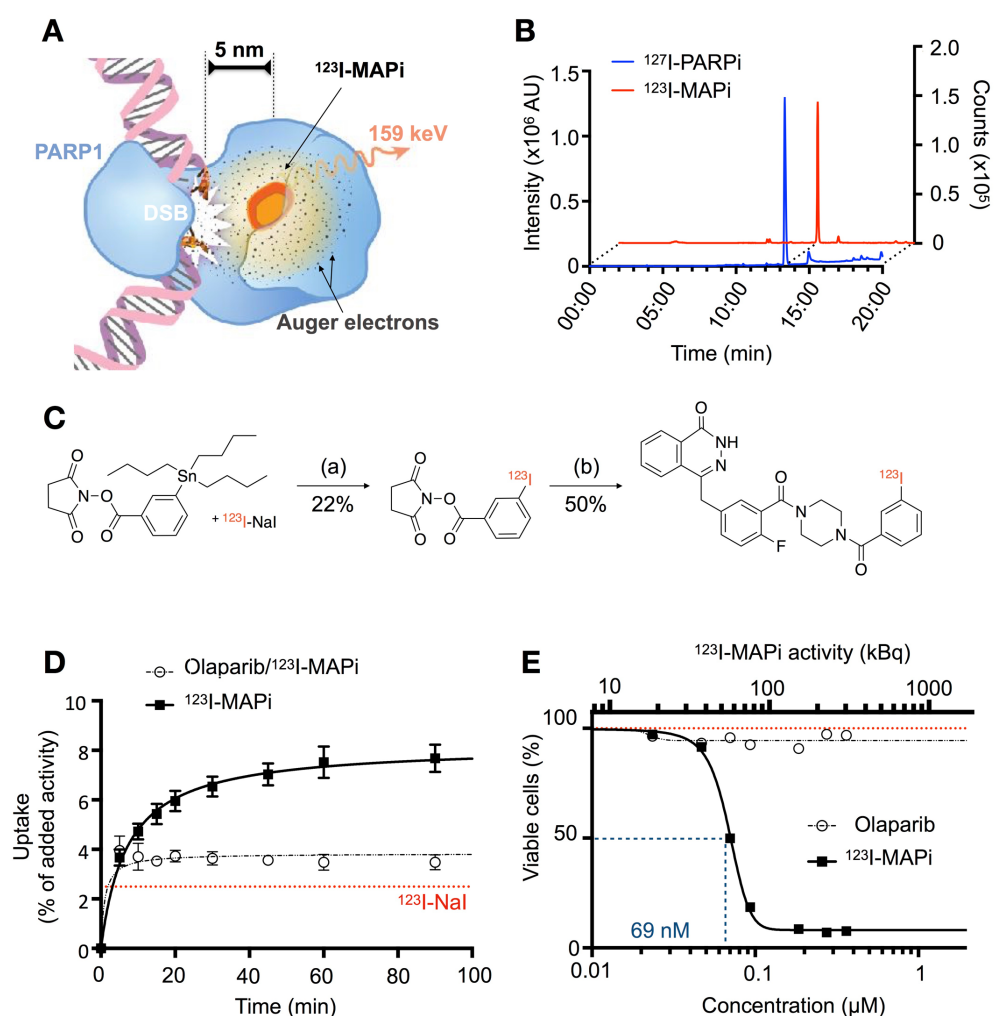 A
5 nm
123I-MAPi
159 keV
PARP1
DSB
Auger electrons
B
127I-PARPi
123I-MAPi
Intensity (x10⁶ AU)
1.5
1.0
0.5
0
2.0
1.5
1.0
0.5
0
Counts (x10⁵)
00:00
05:00
10:00
15:00
20:00
Time (min)
C
O
N
O
O
O
Sn
+ 123I-NaI
(a)
22%
O
N
O
O
O
123I
(b)
50%
O
NH
N
O
N
F
N
O
123I
D
Olaparib/123I-MAPi
123I-MAPi
Uptake
(% of added activity)
10
8
6
4
2
0
123I-NaI
0
20
40
60
80
100
Time (min)
E
123I-MAPi activity (kBq)
10
100
1000
Viable cells (%)
100
50
0
Olaparib
123I-MAPi
69 nM
0.01
0.1
1
Concentration (µM)